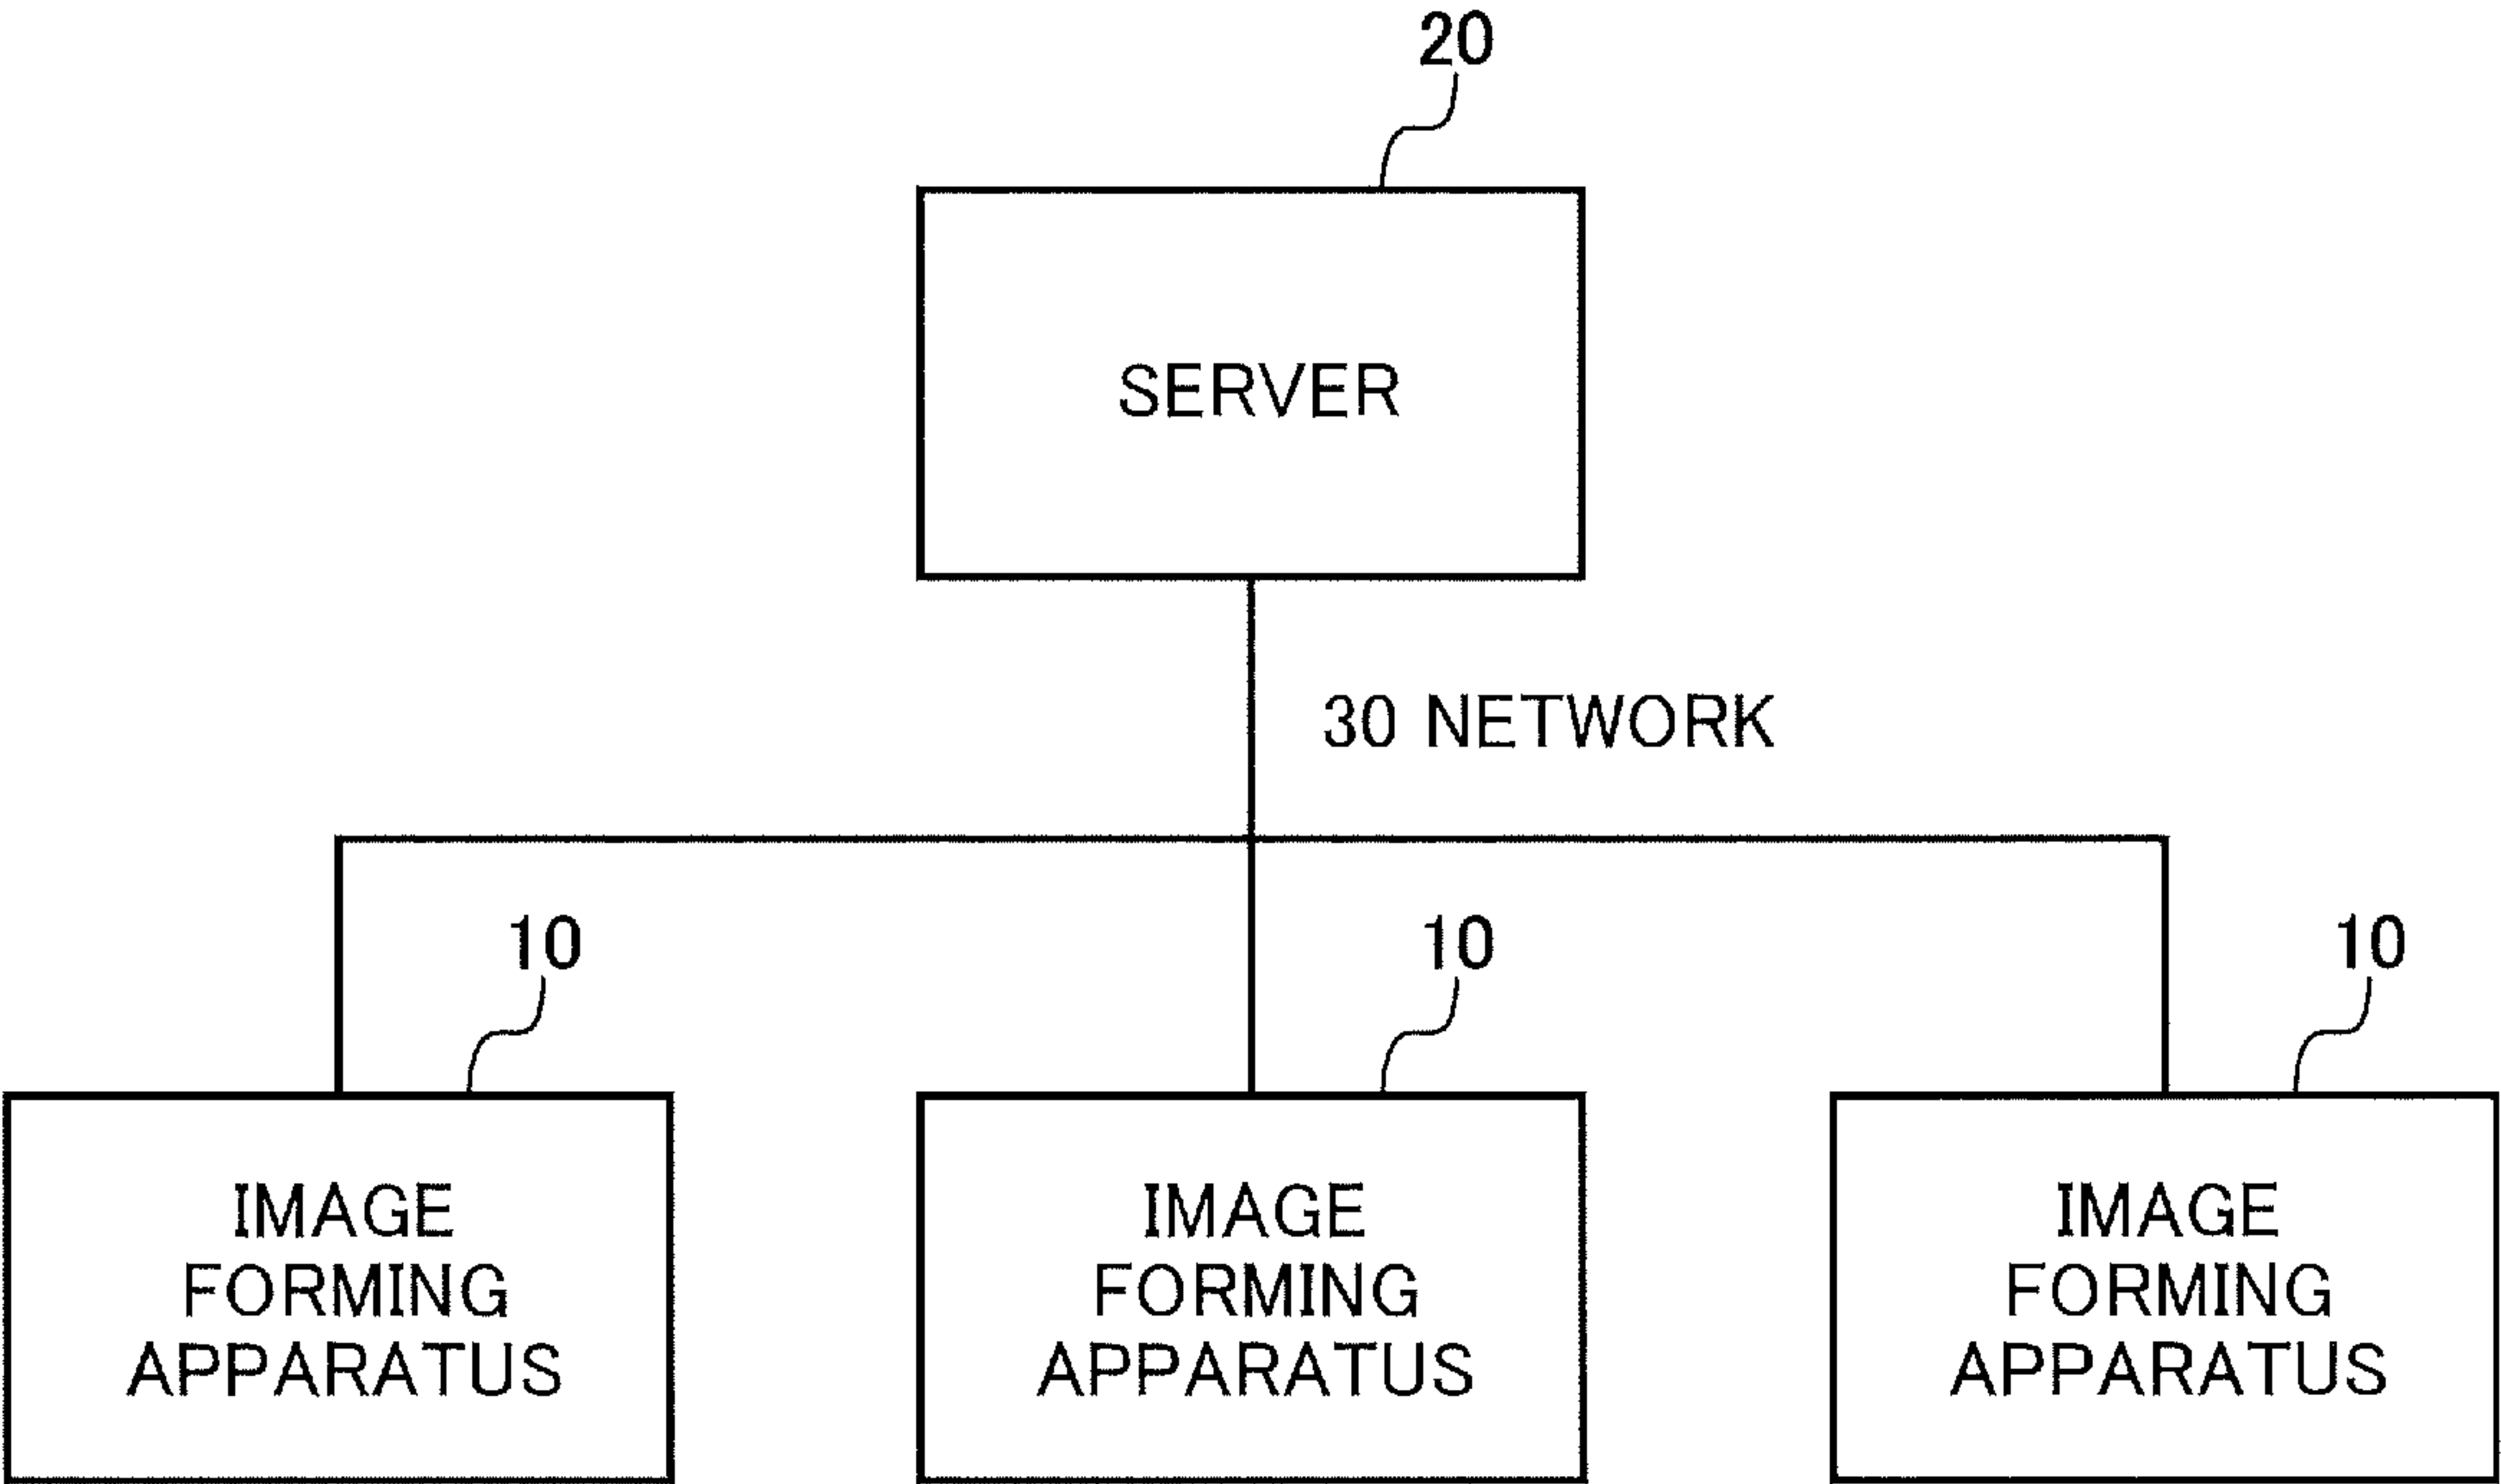 20
SERVER
30 NETWORK
10
10
10
IMAGE
FORMING
APPARATUS
IMAGE
FORMING
APPARATUS
IMAGE
FORMING
APPARATUS